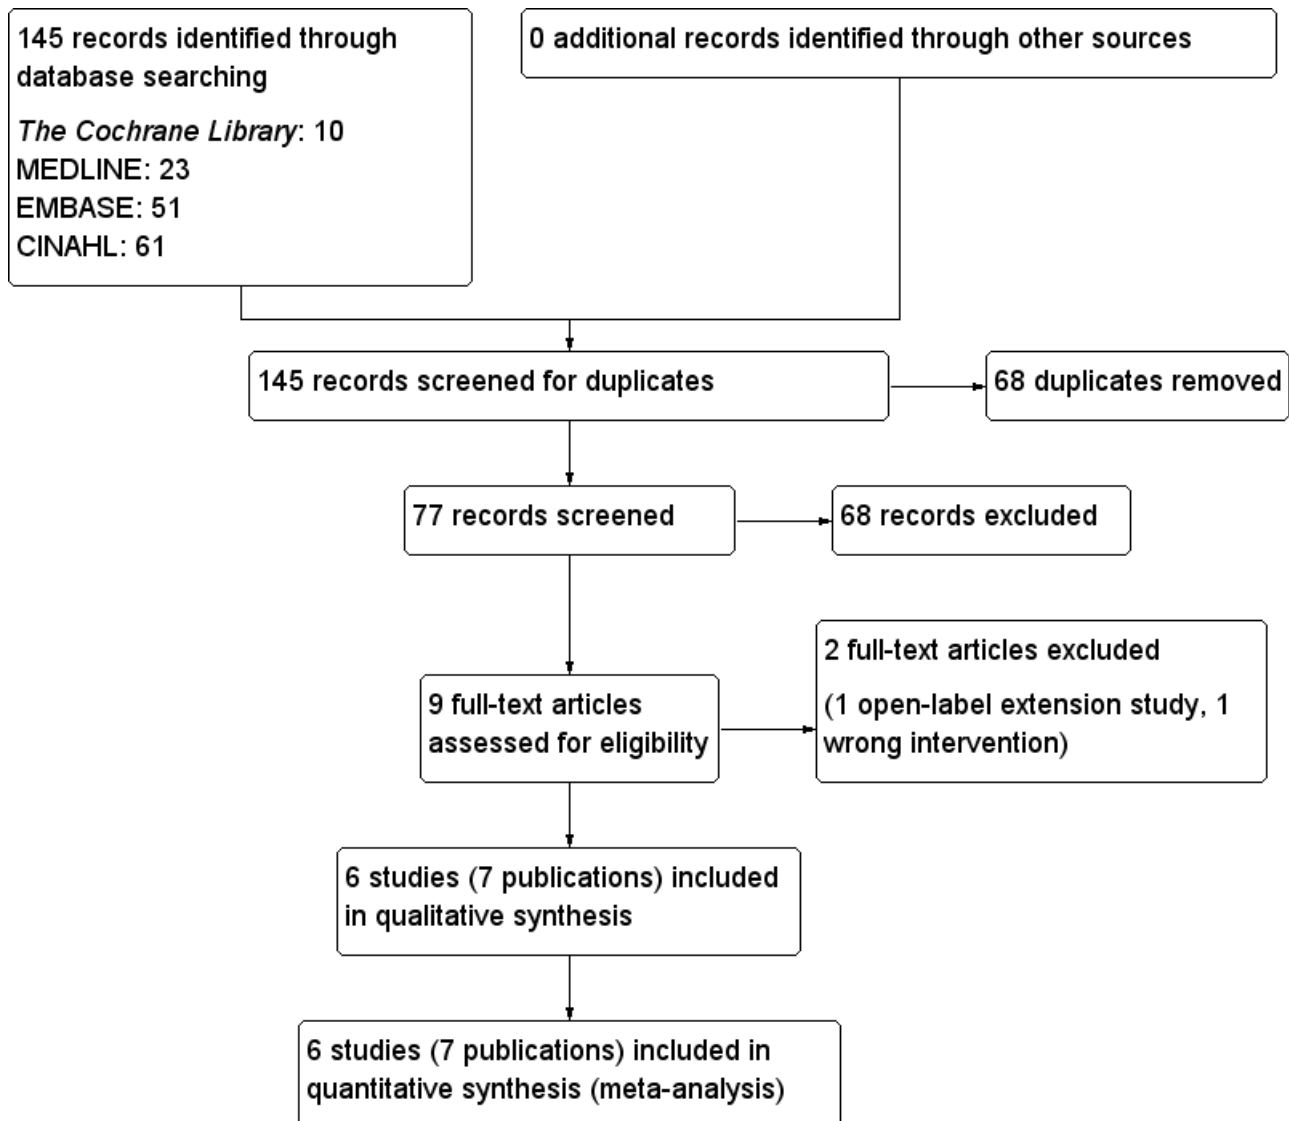 145 records identified through
database searching
The Cochrane Library: 10
MEDLINE: 23
EMBASE: 51
CINAHL: 61
0 additional records identified through other sources
145 records screened for duplicates
68 duplicates removed
77 records screened
68 records excluded
9 full-text articles
assessed for eligibility
2 full-text articles excluded
(1 open-label extension study, 1
wrong intervention)
6 studies (7 publications) included
in qualitative synthesis
6 studies (7 publications) included in
quantitative synthesis (meta-analysis)